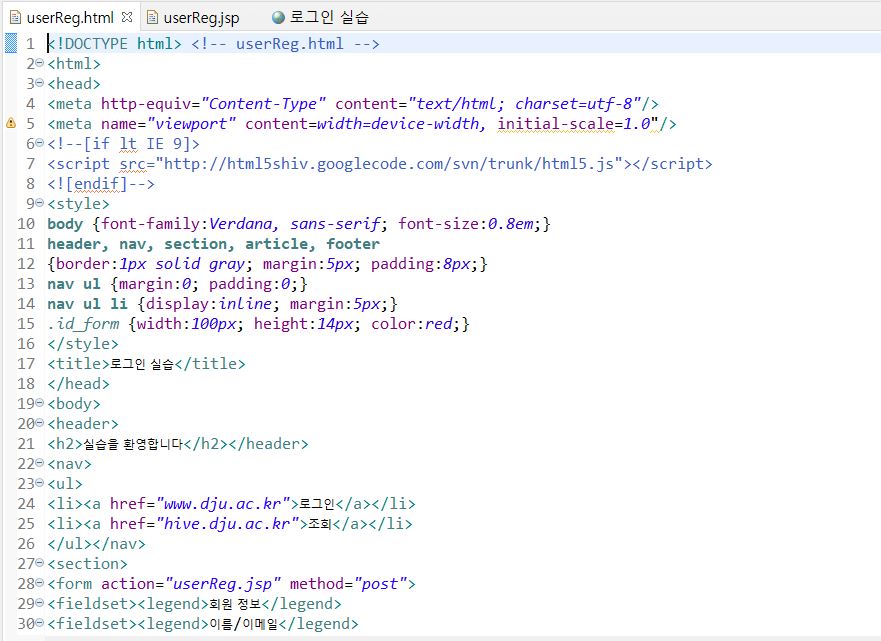 userReg.html userReg.jsp 로그인 실습
1 <!DOCTYPE html> <!-- userReg.html -->
2 <html>
3 <head>
4 <meta http-equiv="Content-Type" content="text/html; charset=utf-8"/>
5 <meta name="viewport" content=width=device-width, initial-scale=1.0"/>
6 <!--[if lt IE 9]>
7 <script src="http://html5shiv.googlecode.com/svn/trunk/html5.js"></script>
8 <![endif]-->
9 <style>
10 body {font-family:Verdana, sans-serif; font-size:0.8em;}
11 header, nav, section, article, footer
12 {border:1px solid gray; margin:5px; padding:8px;}
13 nav ul {margin:0; padding:0;}
14 nav ul li {display:inline; margin:5px;}
15 .id_form {width:100px; height:14px; color:red;}
16 </style>
17 <title>로그인 실습</title>
18 </head>
19 <body>
20 <header>
21 <h2>실습을 환영합니다</h2></header>
22 <nav>
23 <ul>
24 <li><a href="www.dju.ac.kr">로그인</a></li>
25 <li><a href="hive.dju.ac.kr">조회</a></li>
26 </ul></nav>
27 <section>
28 <form action="userReg.jsp" method="post">
29 <fieldset><legend>회원 정보</legend>
30 <fieldset><legend>이름/이메일</legend>